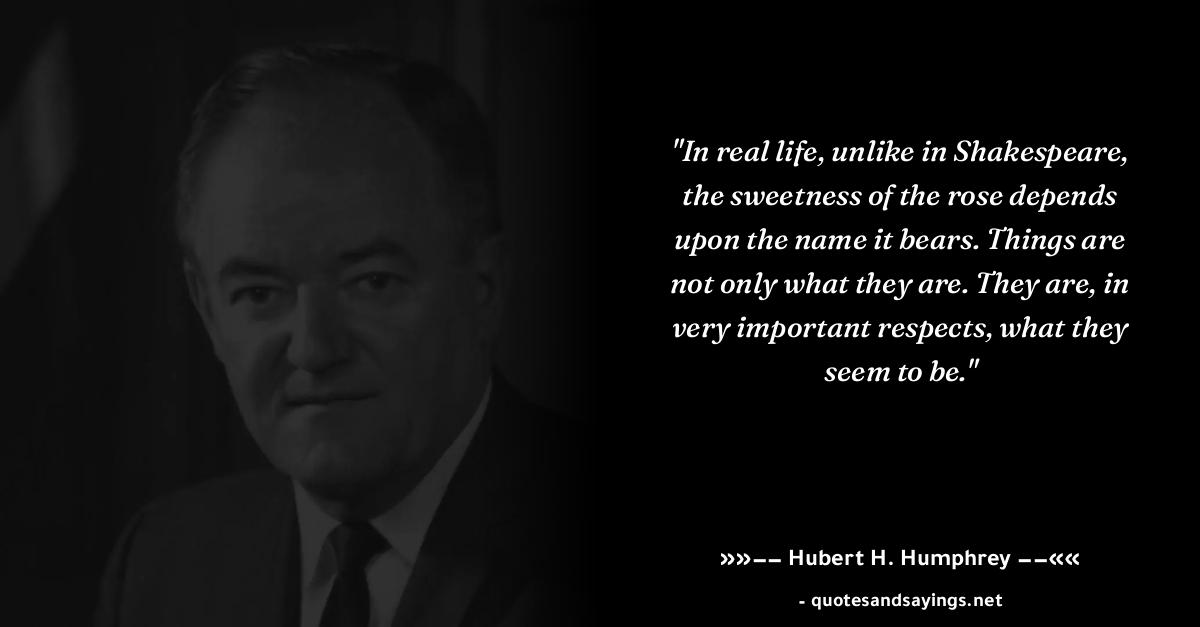 "In real life, unlike in Shakespeare,
the sweetness of the rose depends
upon the name it bears. Things are
not only what they are. They are, in
very important respects, what they
seem to be."
»»—— Hubert H. Humphrey ——««
- quotesandsayings.net